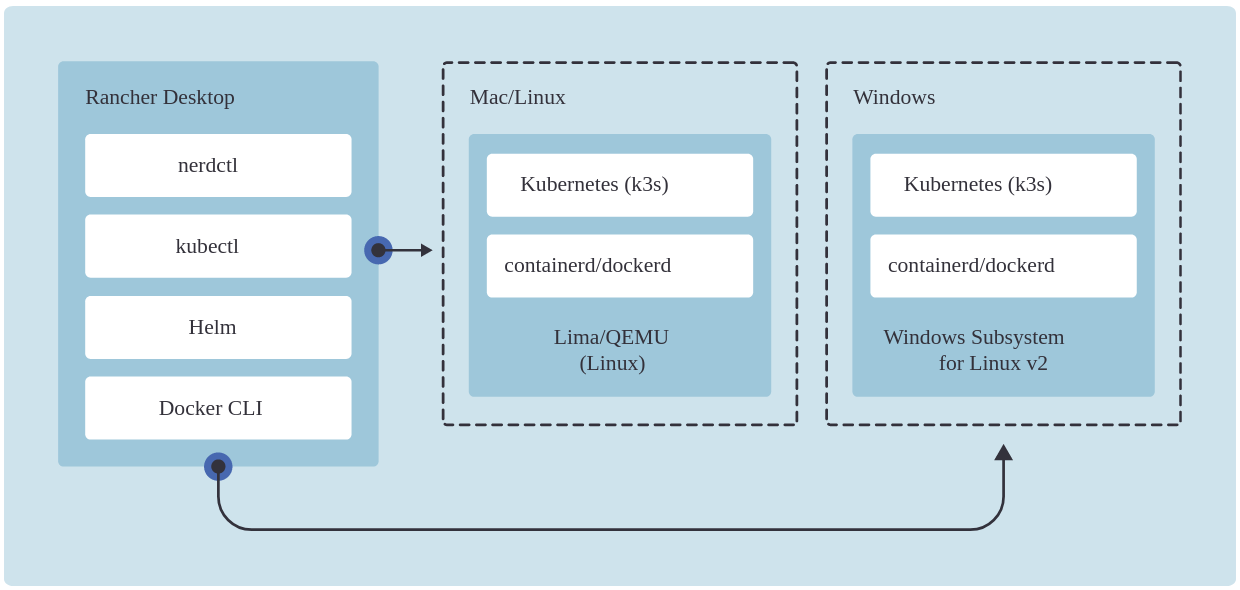 Rancher Desktop
nerdctl
kubectl
Helm
Docker CLI
Mac/Linux
Kubernetes (k3s)
containerd/dockerd
Lima/QEMU
(Linux)
Windows
Kubernetes (k3s)
containerd/dockerd
Windows Subsystem
for Linux v2